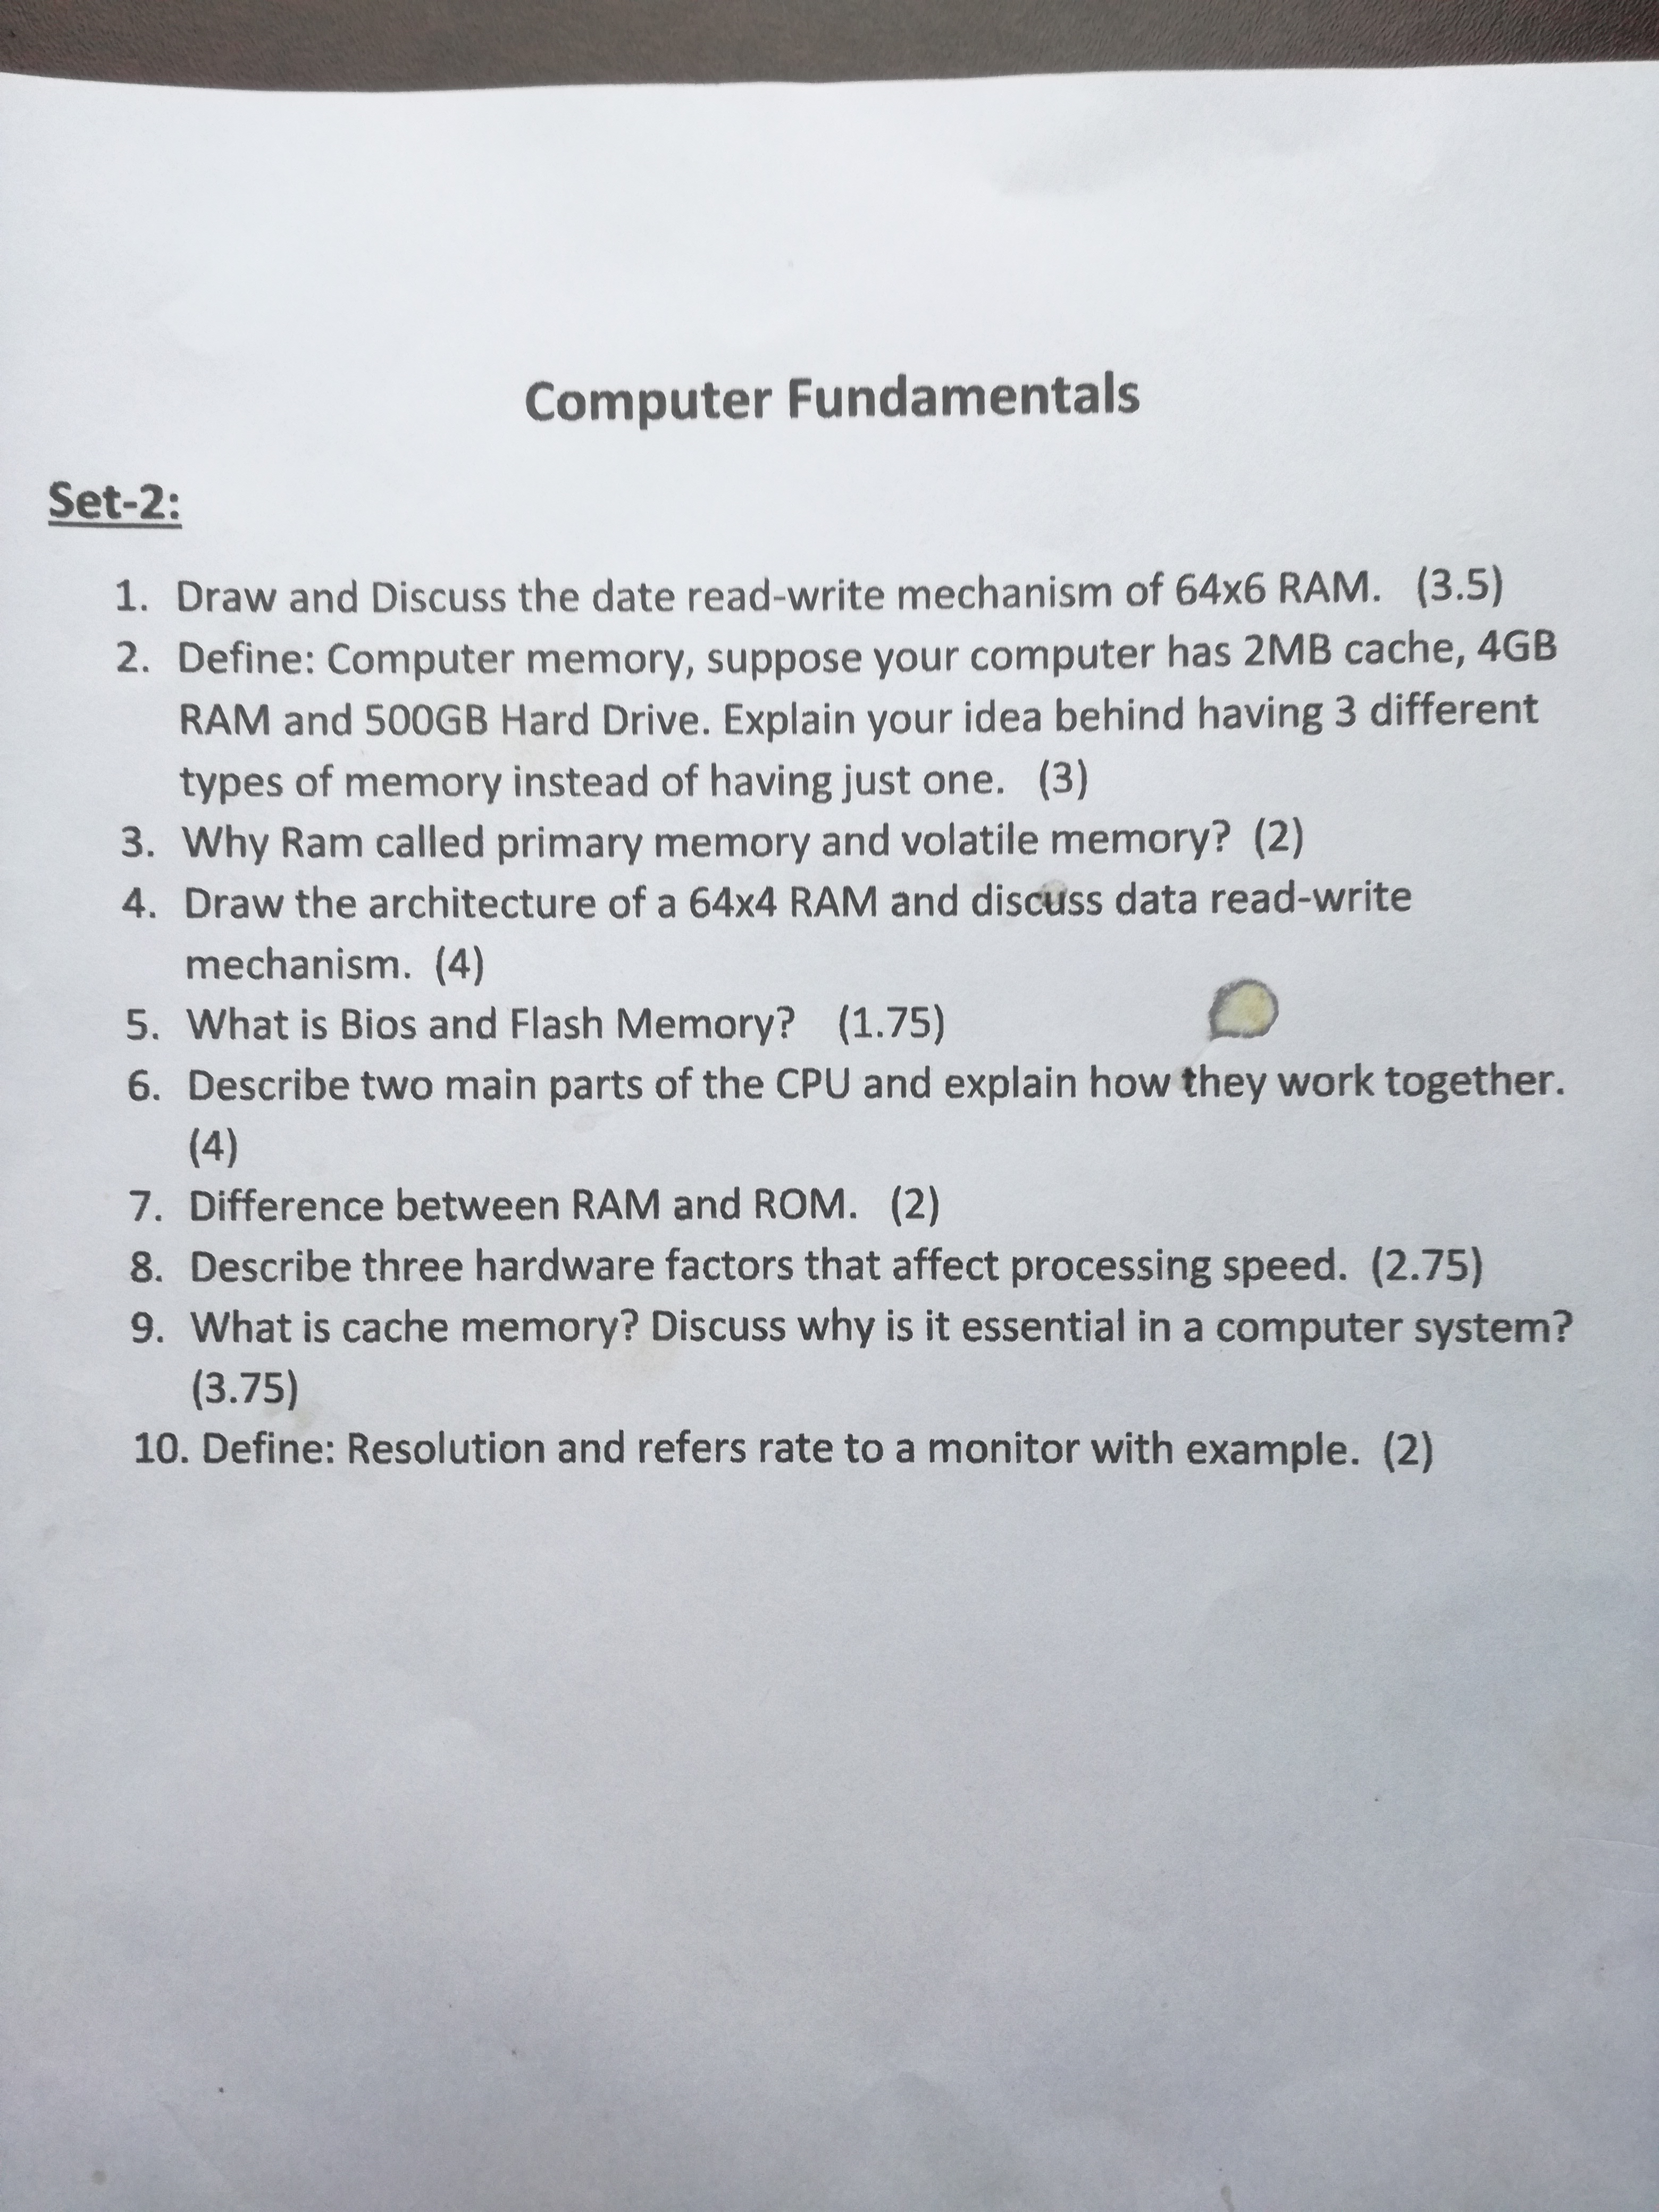 Computer Fundamentals
Set-2:
1. Draw and Discuss the date read-write mechanism of 64x6 RAM. (3.5)
2. Define: Computer memory, suppose your computer has 2MB cache, 4GB
RAM and 500GB Hard Drive. Explain your idea behind having 3 different
types of memory instead of having just one. (3)
3. Why Ram called primary memory and volatile memory? (2)
4. Draw the architecture of a 64x4 RAM and discuss data read-write
mechanism. (4)
5. What is Bios and Flash Memory? (1.75)
6. Describe two main parts of the CPU and explain how they work together.
(4)
7. Difference between RAM and ROM. (2)
8. Describe three hardware factors that affect processing speed. (2.75)
9. What is cache memory? Discuss why is it essential in a computer system?
(3.75)
10. Define: Resolution and refers rate to a monitor with example. (2)